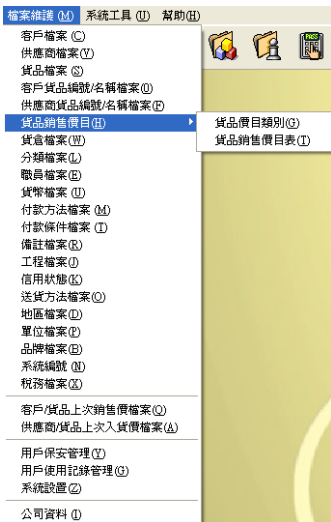 檔案維護 (M) 系統工具 (U) 幫助(H)
客戶檔案 (C)
供應商檔案(Y)
貨品檔案 (S)
客戶貨品編號/名稱檔案(0)
供應商貨品編號/名稱檔案(F)
貨品銷售價目(H)
貨品價目類別(G)
貨品銷售價目表(T)
貨倉檔案(W)
分類檔案(L)
職員檔案(E)
貨幣檔案 (U)
付款方法檔案 (M)
付款條件檔案 (I)
備註檔案(R)
工程檔案(J)
信用狀態(K)
送貨方法檔案(O)
地區檔案(D)
單位檔案(P)
品牌檔案(B)
系統編號 (N)
稅務檔案(X)
客戶/貨品上次銷售價檔案(Q)
供應商/貨品上次入貨價檔案(A)
用戶保安管理(V)
用戶使用記錄管理(G)
系統設置(Z)
公司資料 (I)